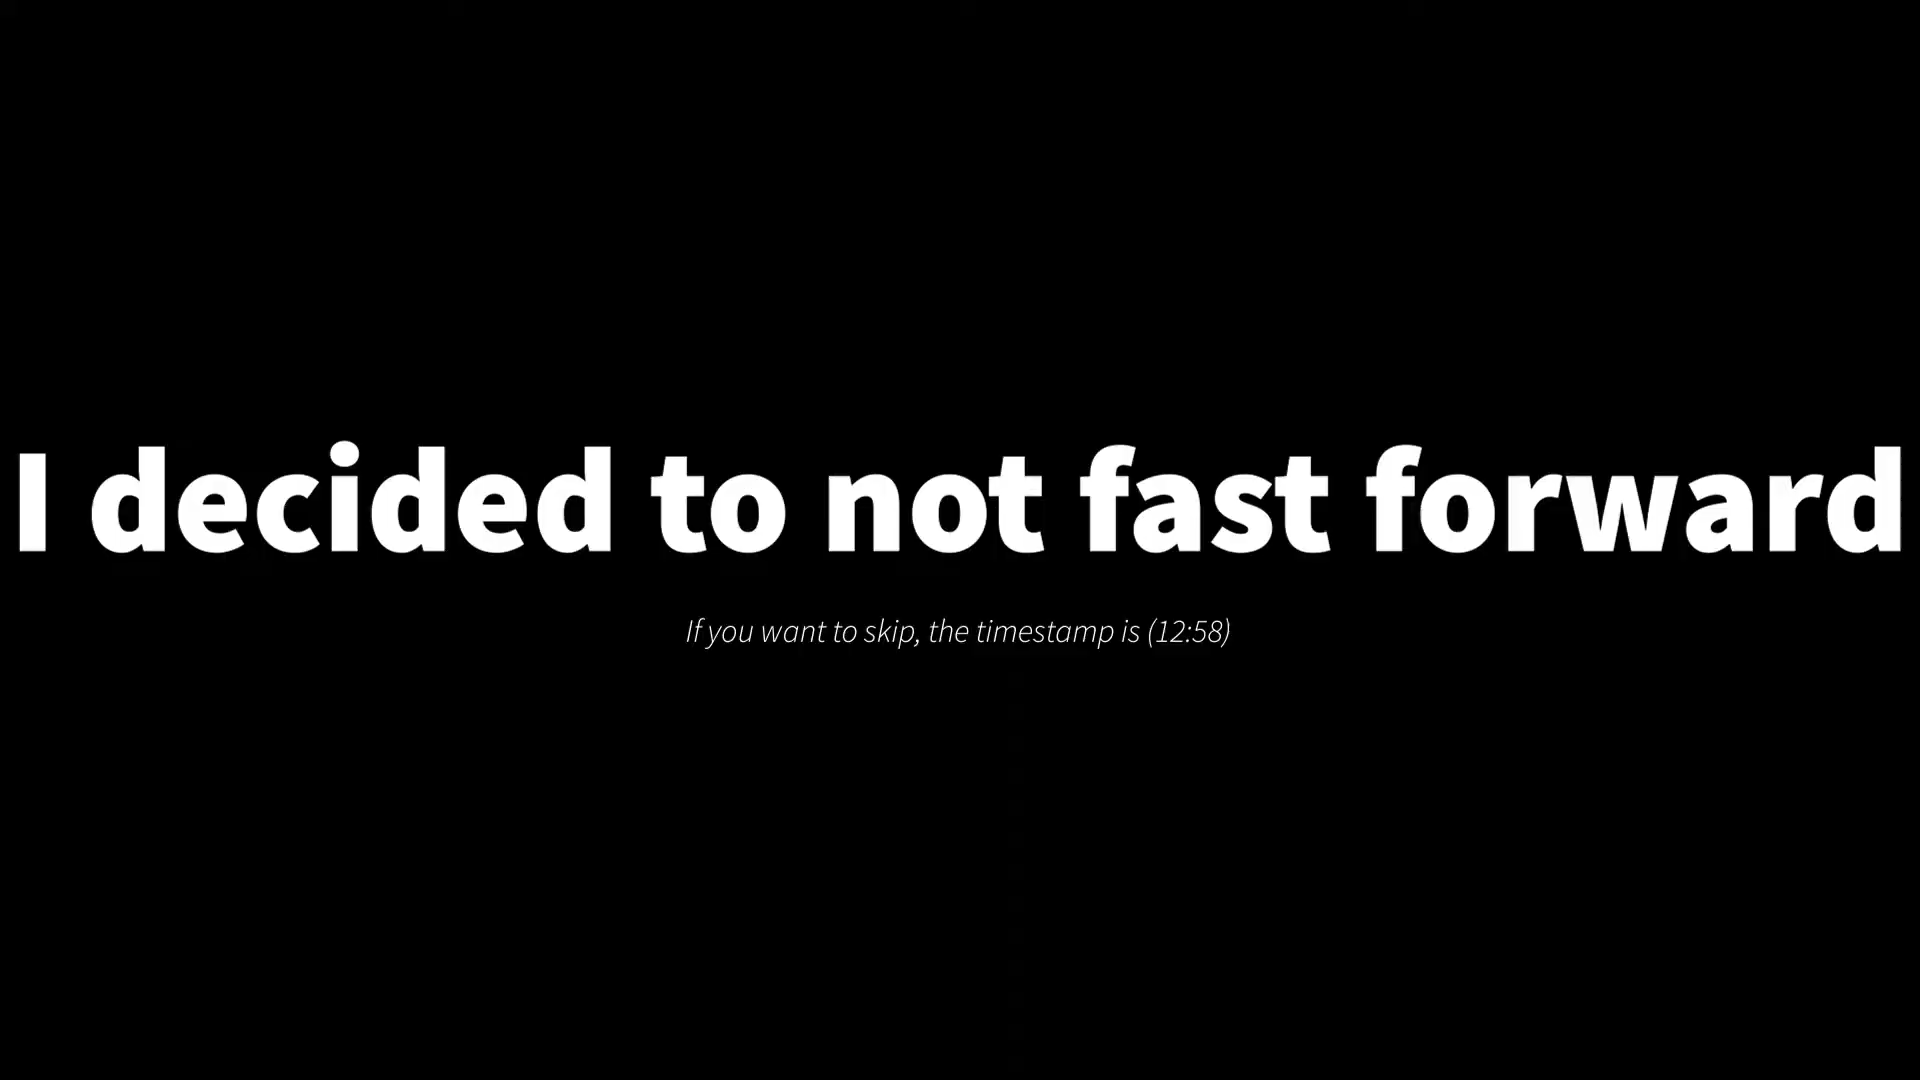 I decided to not fast forward
If you want to skip, the timestamp is (12:58)